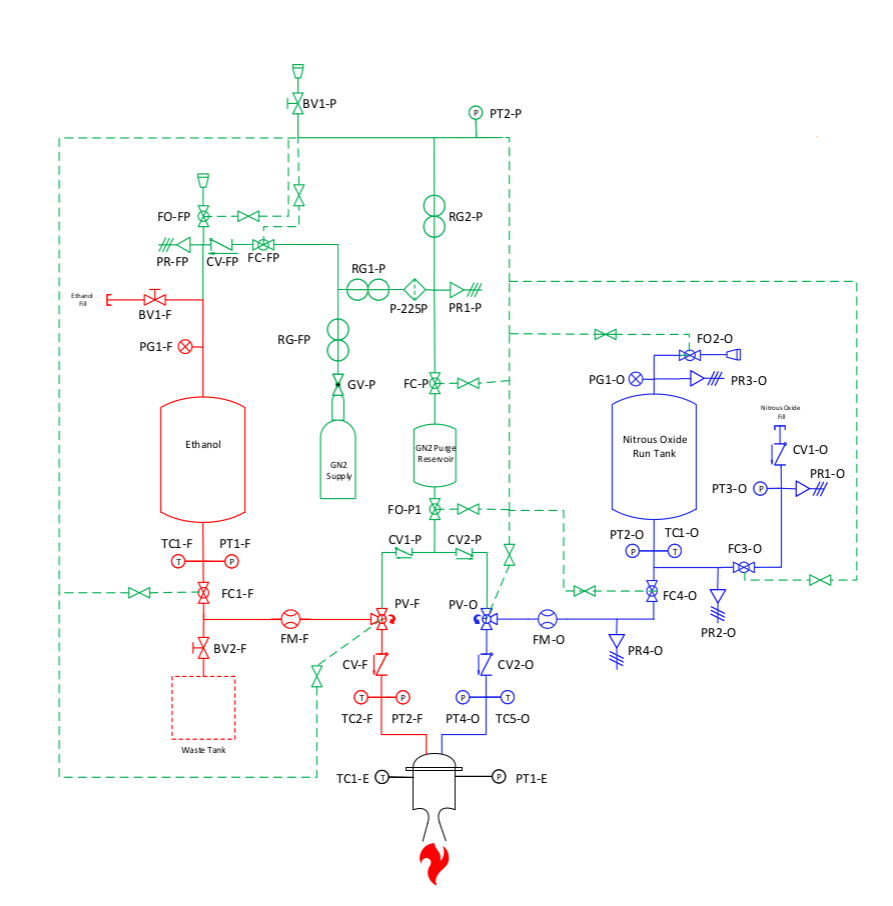 BV1-P
P
PT2-P
FO-FP
RG2-P
PR-FP
CV-FP
FC-FP
RG1-P
P-225P
PR1-P
Ethanol
Fill
BV1-F
PG1-F
RG-FP
GV-P
FC-P
FO2-O
PG1-O
PR3-O
Nitrous Oxide
Fill
Ethanol
GN2
Supply
GN2 Purge
Reservoir
Nitrous Oxide
Run Tank
CV1-O
PR1-O
PT3-O
P
FO-P1
CV1-P
CV2-P
PT2-O
TC1-O
P
T
FC3-O
TC1-F
PT1-F
T
P
FC1-F
PV-F
PV-O
FC4-O
FM-F
FM-O
PR2-O
BV2-F
PR4-O
CV-F
CV2-O
T
P
P
T
TC2-F
PT2-F
PT4-O
TC5-O
Waste Tank
TC1-E
T
P
PT1-E